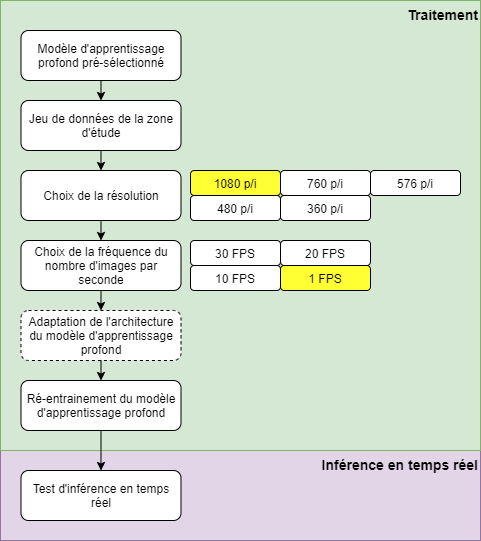 Traitement
Modèle d'apprentissage
profond pré-sélectionné
Jeu de données de la zone
d'étude
Choix de la résolution
1080 p/i
760 p/i
576 p/i
480 p/i
360 p/i
Choix de la fréquence du
nombre d'images par
seconde
30 FPS
20 FPS
10 FPS
1 FPS
Adaptation de l'architecture
du modèle d'apprentissage
profond
Ré-entrainement du modèle
d'apprentissage profond
Inférence en temps réel
Test d'inférence en temps
réel